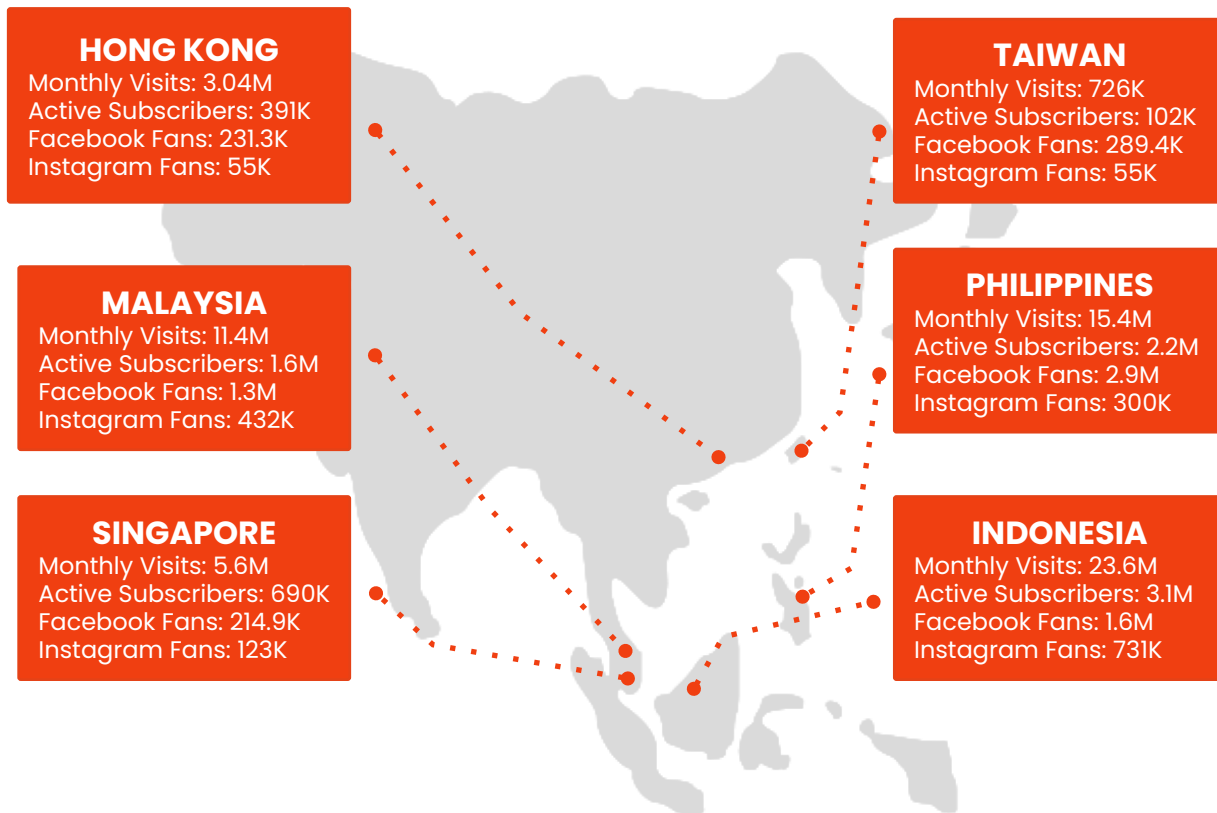 HONG KONG
Monthly Visits: 3.04M
Active Subscribers: 391K
Facebook Fans: 231.3K
Instagram Fans: 55K
TAIWAN
Monthly Visits: 726K
Active Subscribers: 102K
Facebook Fans: 289.4K
Instagram Fans: 55K
MALAYSIA
Monthly Visits: 11.4M
Active Subscribers: 1.6M
Facebook Fans: 1.3M
Instagram Fans: 432K
PHILIPPINES
Monthly Visits: 15.4M
Active Subscribers: 2.2M
Facebook Fans: 2.9M
Instagram Fans: 300K
SINGAPORE
Monthly Visits: 5.6M
Active Subscribers: 690K
Facebook Fans: 214.9K
Instagram Fans: 123K
INDONESIA
Monthly Visits: 23.6M
Active Subscribers: 3.1M
Facebook Fans: 1.6M
Instagram Fans: 731K